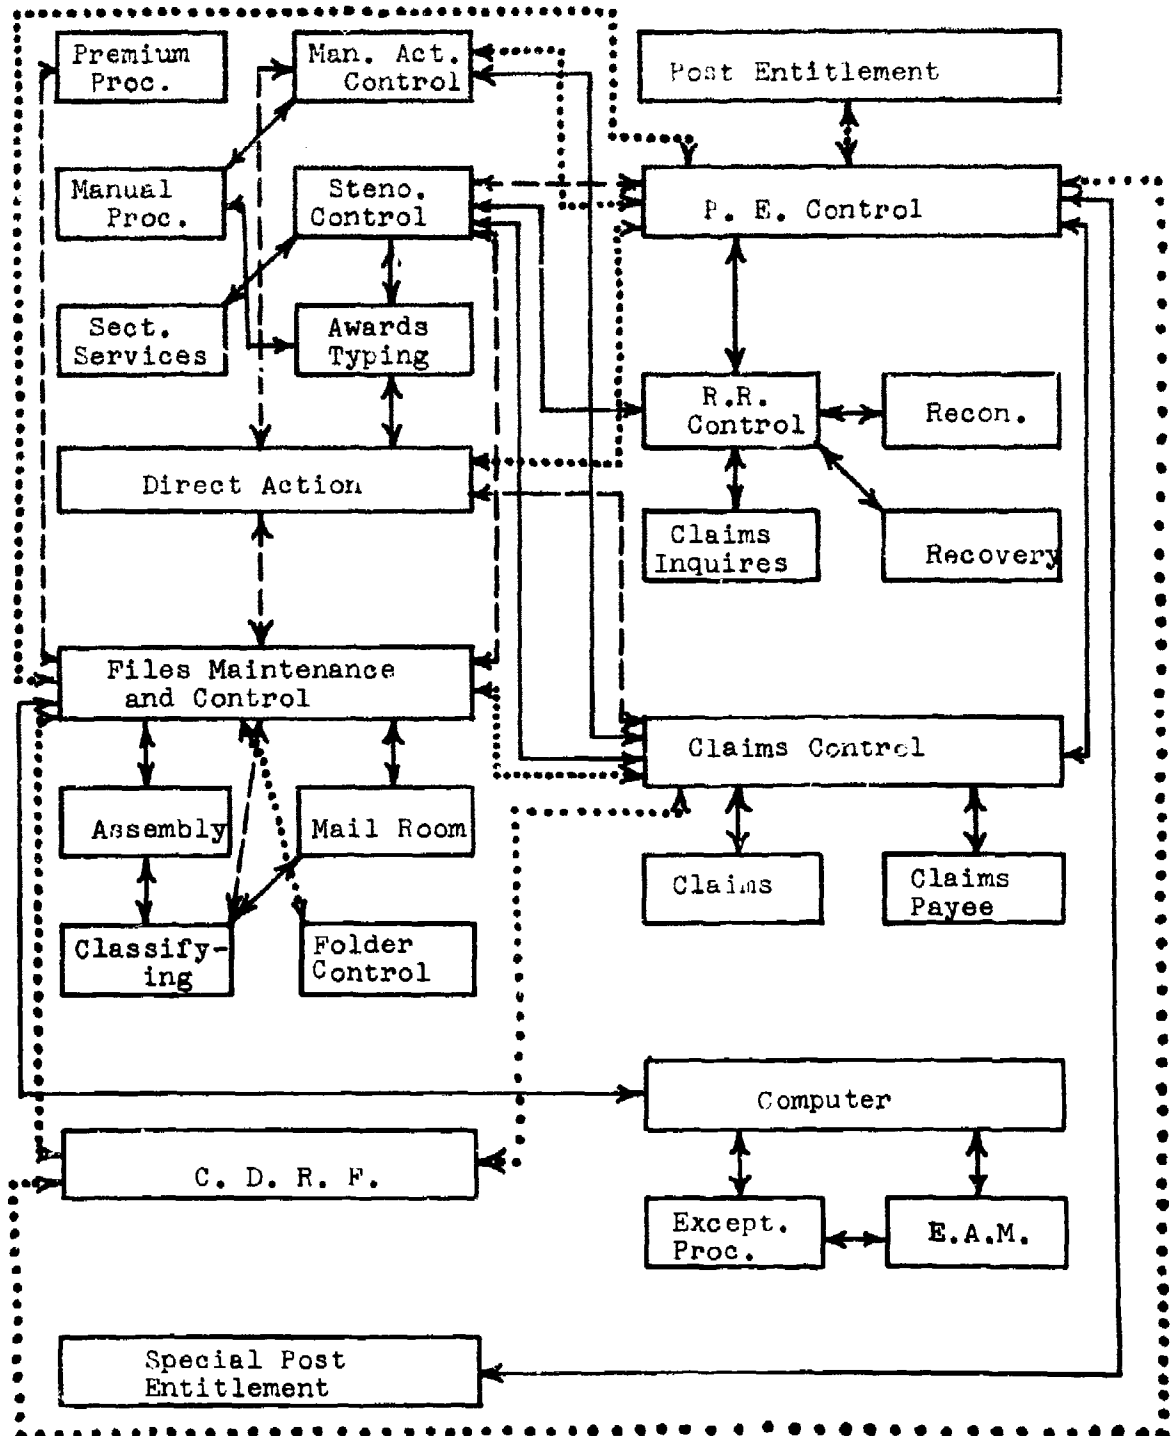 Premium
Proc.
Man. Act.
Control
Post Entitlement
Manual
Proc.
Steno.
Control
P. E. Control
Sect.
Services
Awards
Typing
R.R.
Control
Recon.
Direct Action
Claims
Inquires
Recovery
Files Maintenance
and Control
Claims Control
Assembly
Mail Room
Claims
Claims
Payee
Classify-
ing
Folder
Control
Computer
C. D. R. F.
Except.
Proc.
E.A.M.
Special Post
Entitlement